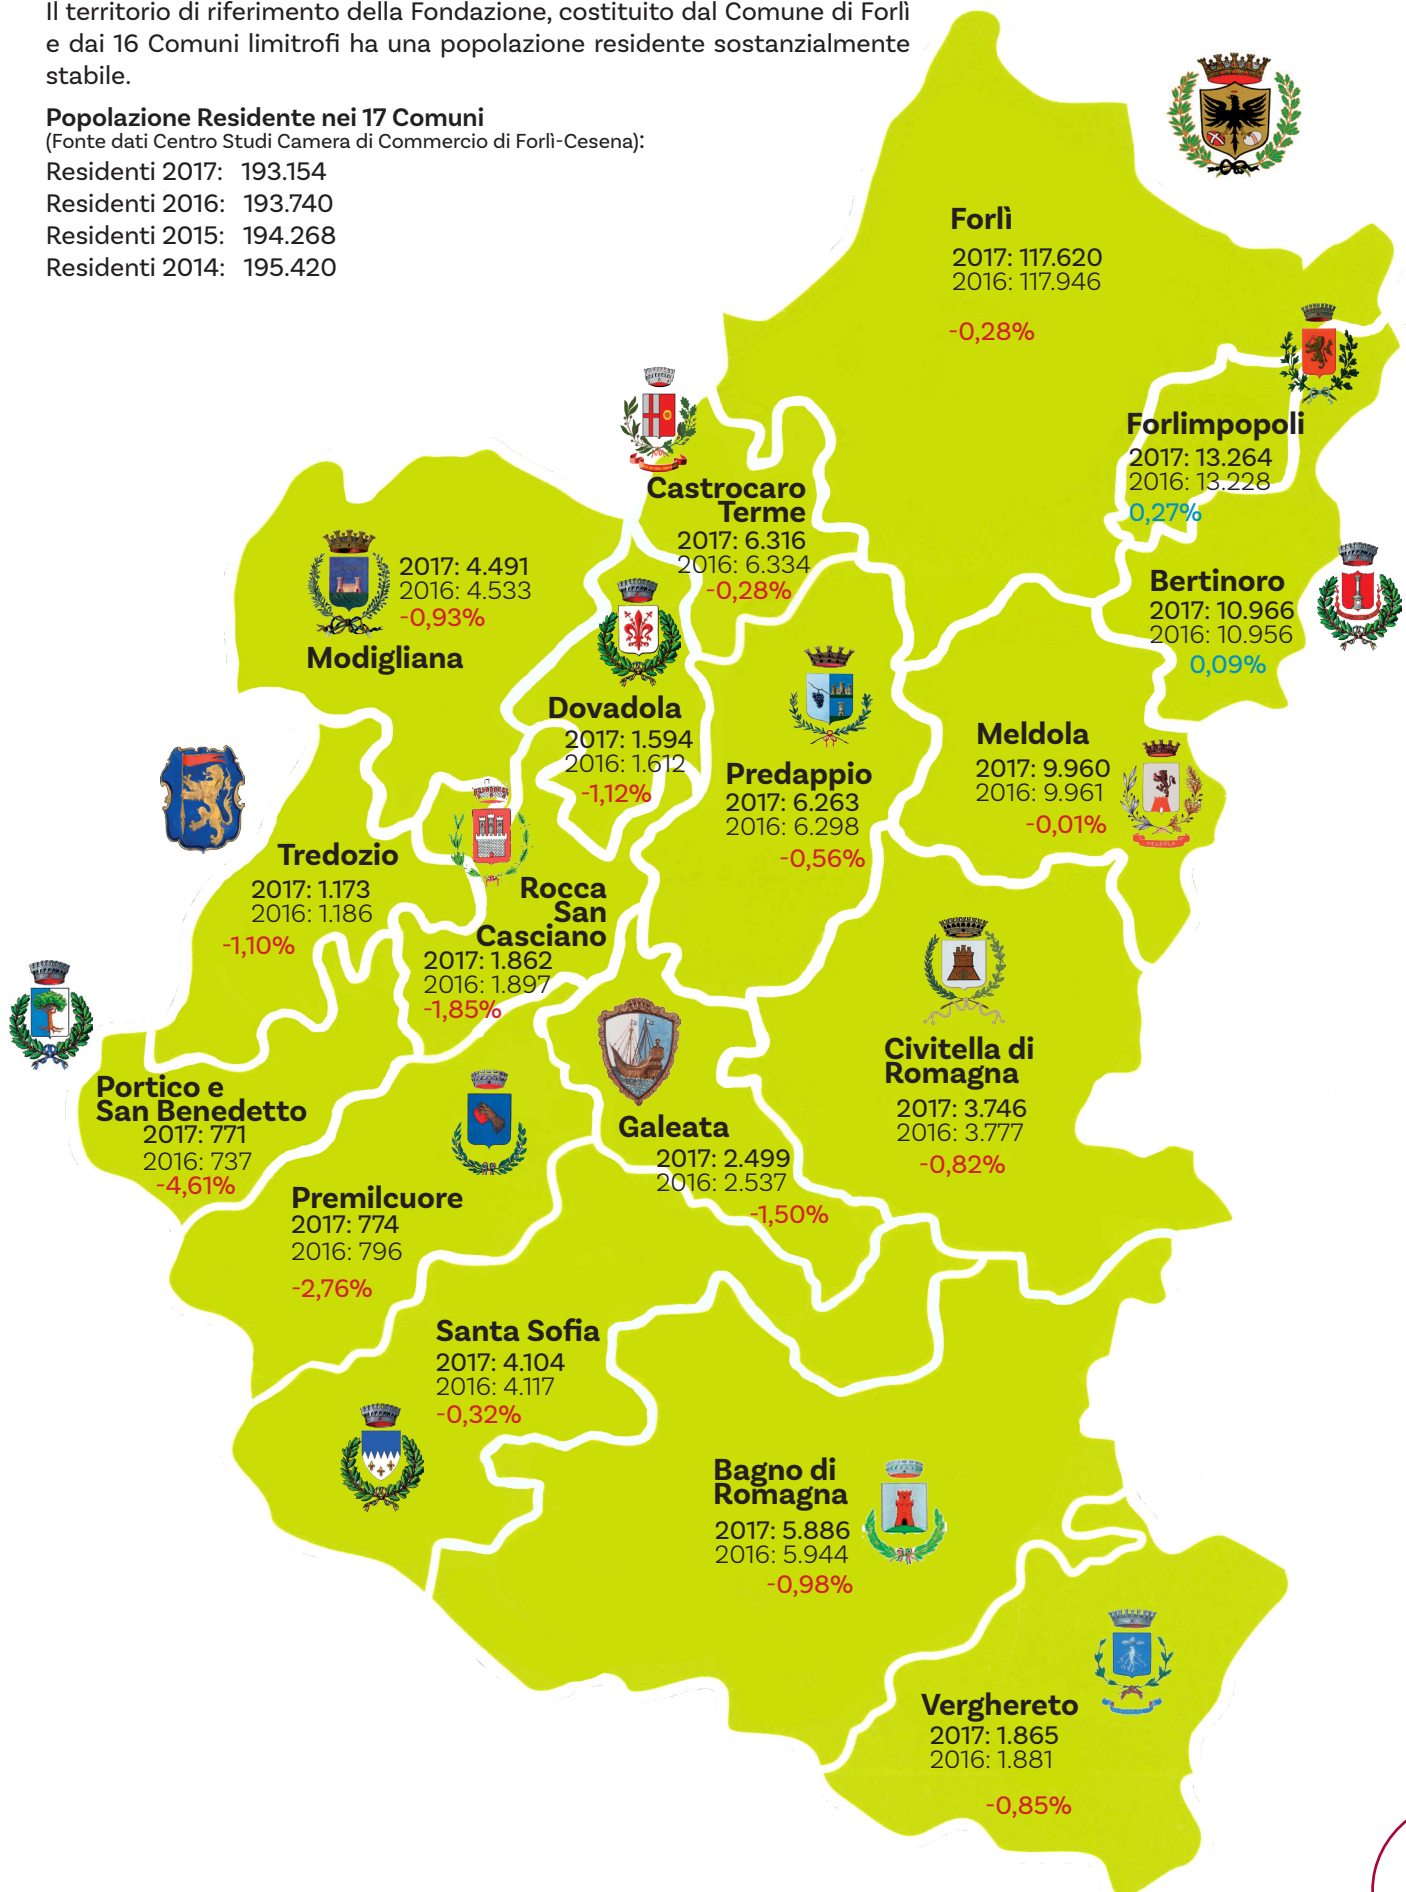 Il territorio di riferimento della Fondazione, costituito dal Comune di Forlì
e dai 16 Comuni limitrofi ha una popolazione residente sostanzialmente
stabile.
Popolazione Residente nei 17 Comuni
(Fonte dati Centro Studi Camera di Commercio di Forlì-Cesena):
Residenti 2017: 193.154
Residenti 2016: 193.740
Residenti 2015: 194.268
Residenti 2014: 195.420
Forlì
2017: 117.620
2016: 117.946
-0,28%
Forlimpopoli
2017: 13.264
2016: 13.228
0,27%
Castrocaro
Terme
2017: 6.316
2016: 6.334
-0,28%
2017: 4.491
2016: 4.533
-0,93%
Modigliana
Bertinoro
2017: 10.966
2016: 10.956
0,09%
Dovadola
2017: 1.594
2016: 1.612
-1,12%
Meldola
2017: 9.960
2016: 9.961
-0,01%
MELDOLA
Predappio
2017: 6.263
2016: 6.298
-0,56%
Tredozio
2017: 1.173
2016: 1.186
-1,10%
Rocca
San
Casciano
2017: 1.862
2016: 1.897
-1,85%
Civitella di
Romagna
2017: 3.746
2016: 3.777
-0,82%
Portico e
San Benedetto
2017: 771
2016: 737
-4,61%
Galeata
2017: 2.499
2016: 2.537
-1,50%
Premilcuore
2017: 774
2016: 796
-2,76%
Santa Sofia
2017: 4.104
2016: 4.117
-0,32%
Bagno di
Romagna
2017: 5.886
2016: 5.944
-0,98%
Verghereto
2017: 1.865
2016: 1.881
-0,85%